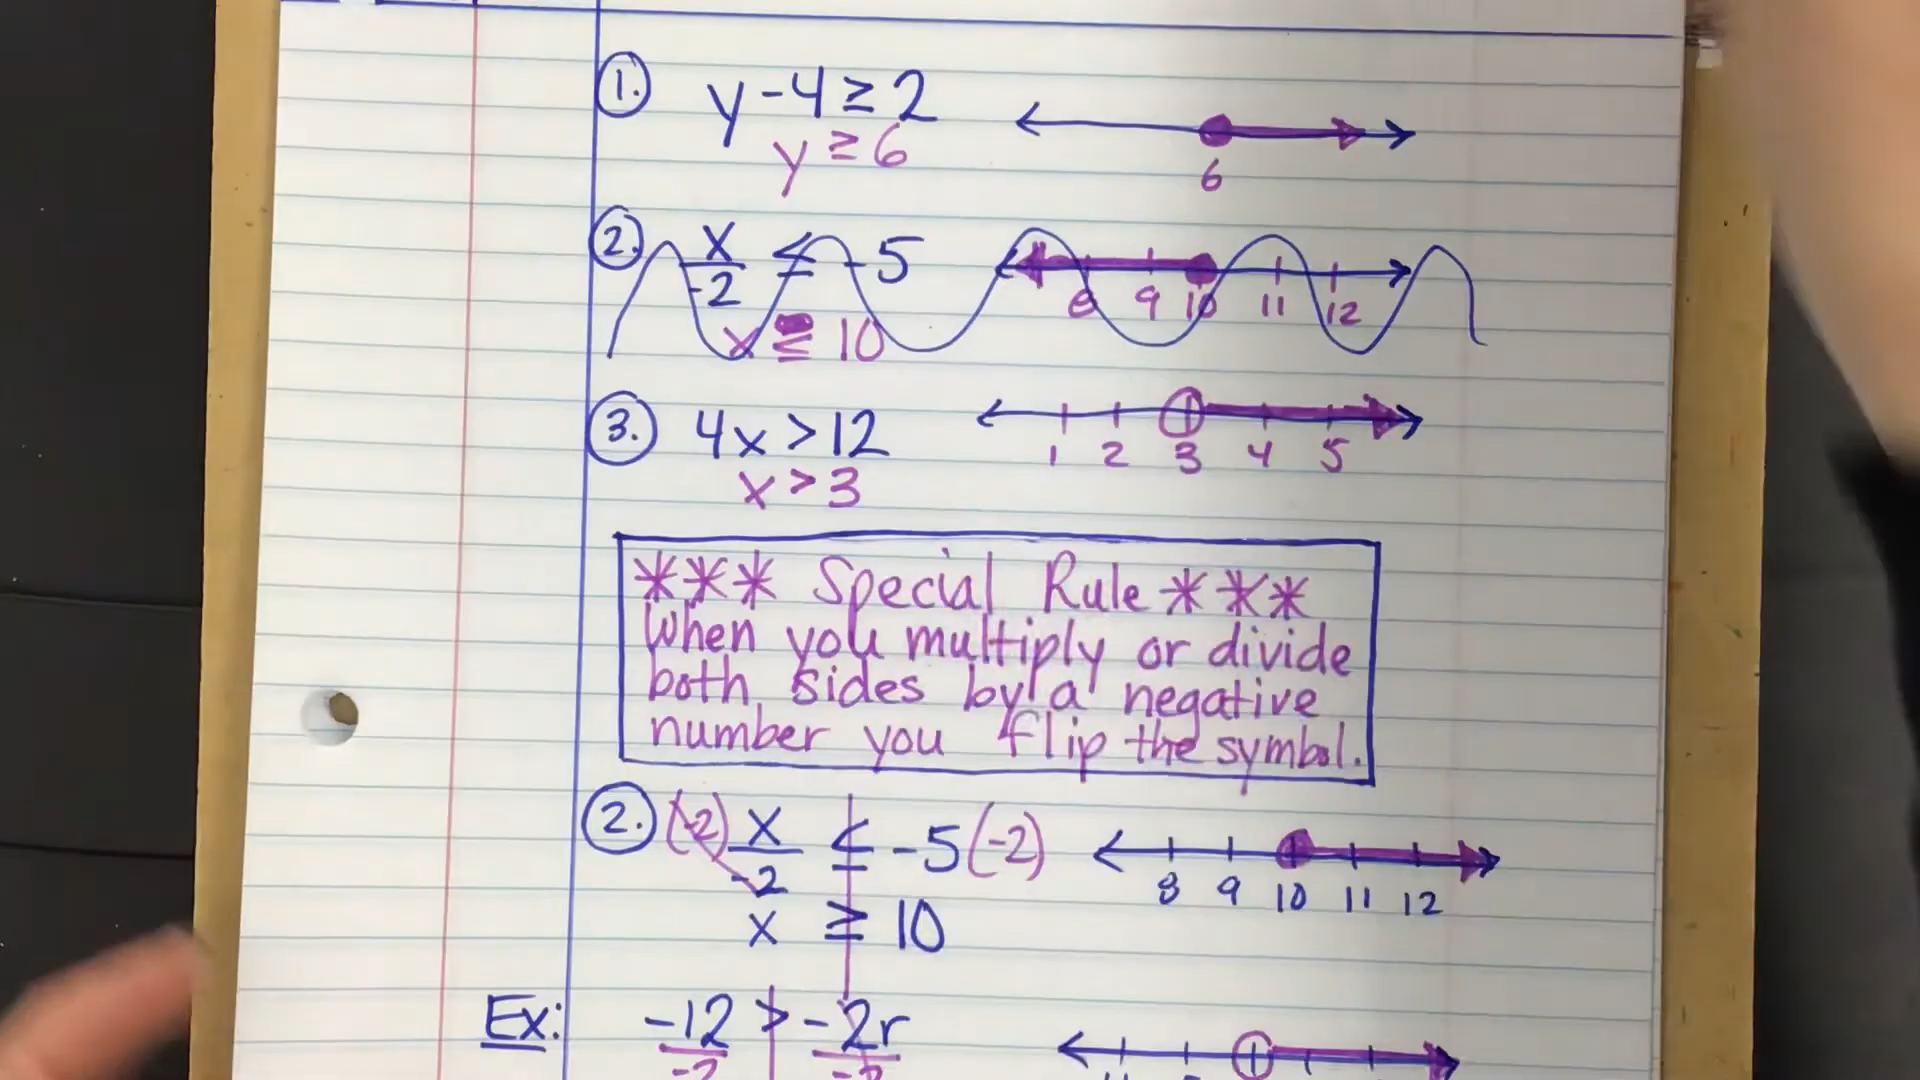 1. y - 4 ≥ 2
y ≥ 6
6
2. x/-2 ≤ -5
8 9 10 11 12
x ≤ 10
3. 4x > 12
1 2 3 4 5
x > 3
*** Special Rule ***
When you multiply or divide
both sides by a negative
number you flip the symbol.
2. (-2) x/-2 ≤ -5 (-2)
8 9 10 11 12
x ≥ 10
Ex: -12 > -2r
-2 -2